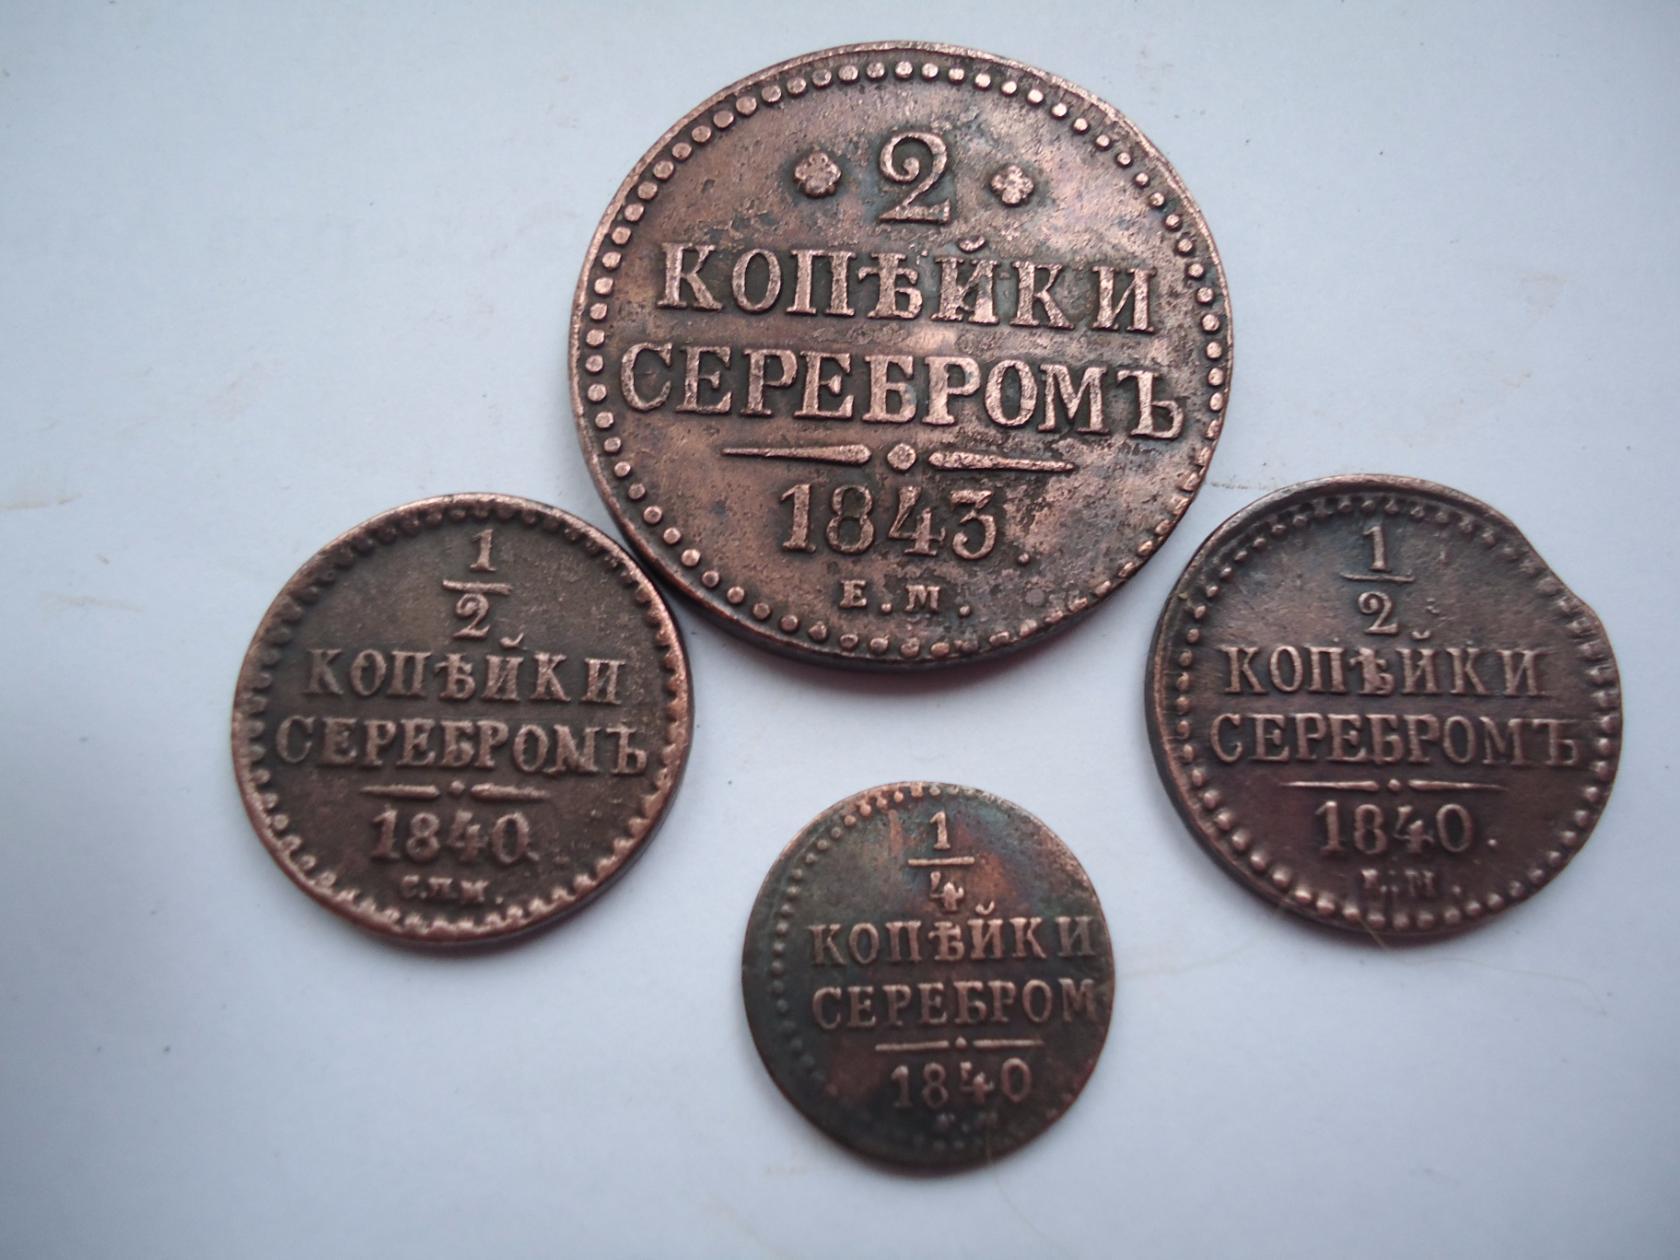 2
КОПѢЙКИ
СЕРЕБРОМЪ
1843.
Е.М.
1
2
КОПѢЙКИ
СЕРЕБРОМЪ
1840.
С.П.М.
1
2
КОПѢЙКИ
СЕРЕБРОМЪ
1840.
Е.М.
1
4
КОПѢЙКИ
СЕРЕБРОМ
1840